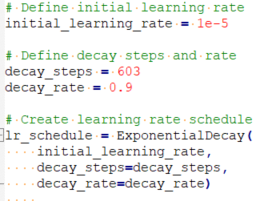 # Define initial learning rate
initial_learning_rate = 1e-5
# Define decay steps and rate
decay_steps = 603
decay_rate = 0.9
# Create learning rate schedule
lr_schedule = ExponentialDecay(
    initial_learning_rate,
    decay_steps=decay_steps,
    decay_rate=decay_rate)